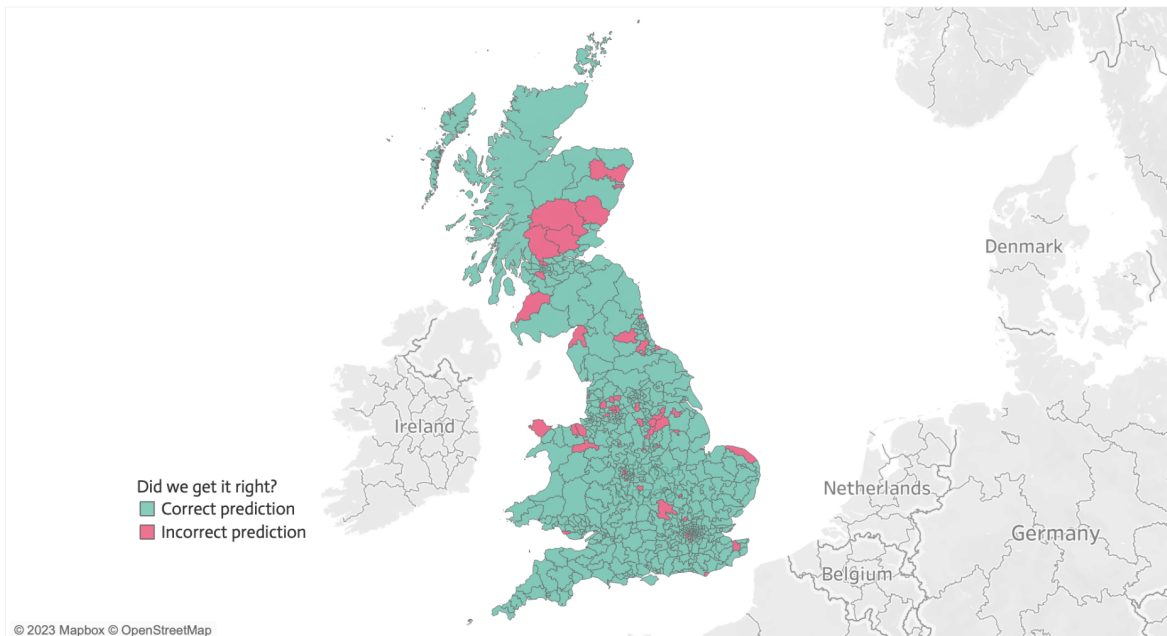 Denmark
Ireland
Did we get it right?
Correct prediction
Incorrect prediction
Netherlands
Germany
Belgium
© 2023 Mapbox © OpenStreetMap